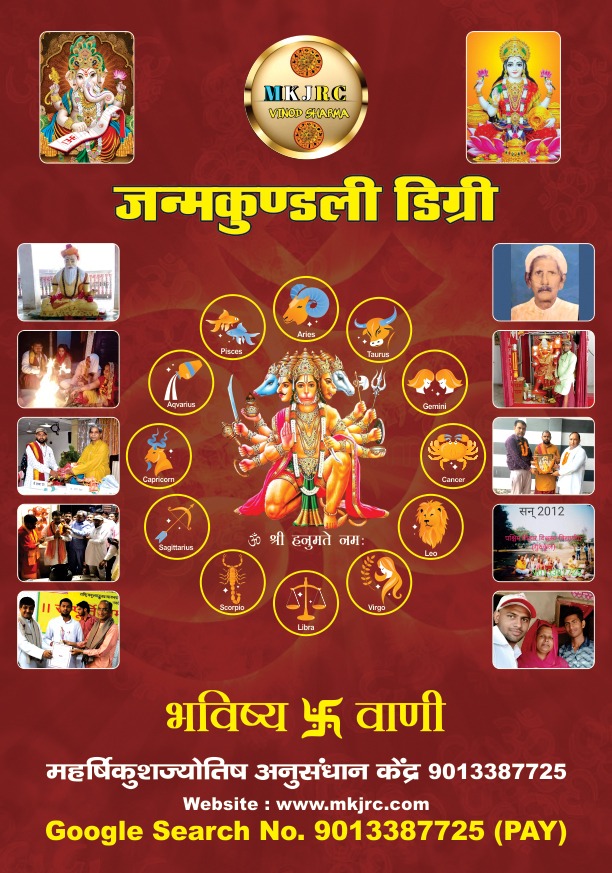 MKJRC
VINOD SHARMA
जन्मकुण्डली डिग्री
Aries
Pisces
Taurus
Aqvarius
Gemini
Capricorn
Cancer
Sagittarius
Leo
ॐ श्री हनुमते नमः
सन् 2012
Scorpio
Virgo
Libra
भविष्य 卐 वाणी
महर्षिकुशज्योतिष अनुसंधान केंद्र 9013387725
Website : www.mkjrc.com
Google Search No. 9013387725 (PAY)